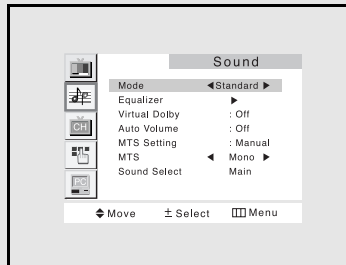 Sound
Mode ◀Standard ▶
Equalizer ▶
Virtual Dolby : Off
Auto Volume : Off
MTS Setting : Manual
MTS ◀ Mono ▶
Sound Select Main
CH
PC
Move ± Select Menu